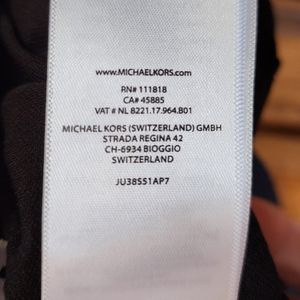 www.MICHAELKORS.com
RN# 111818
CA# 45885
VAT # NL 8221.17.964.B01
MICHAEL KORS (SWITZERLAND) GMBH
STRADA REGINA 42
CH-6934 BIOGGIO
SWITZERLAND
JU38S51AP7